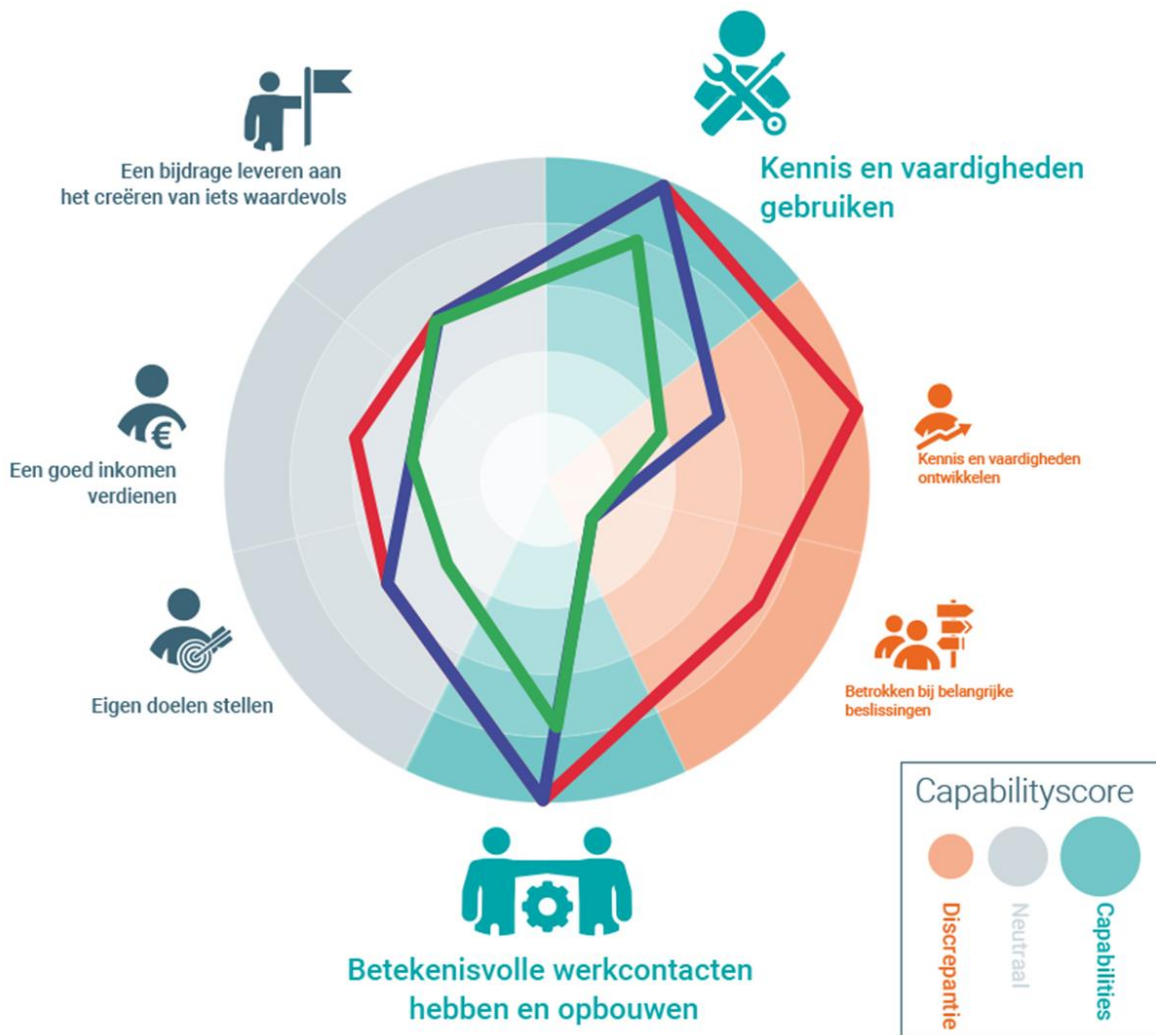 Een bijdrage leveren aan
het creëren van iets waardevols
Kennis en vaardigheden
gebruiken
€
Een goed inkomen
verdienen
Kennis en vaardigheden
ontwikkelen
Eigen doelen stellen
Betrokken bij belangrijke
beslissingen
Betekenisvolle werkcontacten
hebben en opbouwen
Capabilityscore
Discrepantie
Neutraal
Capabilities